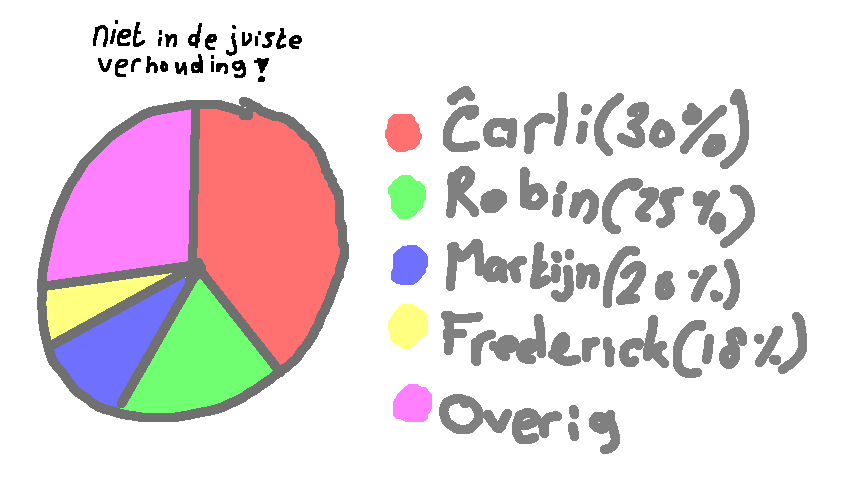 Niet in de juiste
verhouding!
Ĉarli(30%)
Robin(25%)
Martijn(20%)
Frederick(18%)
Overig